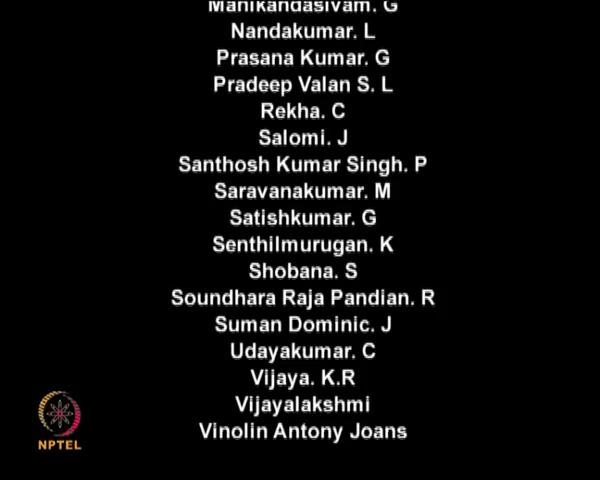 Manikandasivam. G
Nandakumar. L
Prasana Kumar. G
Pradeep Valan S. L
Rekha. C
Salomi. J
Santhosh Kumar Singh. P
Saravanakumar. M
Satishkumar. G
Senthilmurugan. K
Shobana. S
Soundhara Raja Pandian. R
Suman Dominic. J
Udayakumar. C
Vijaya. K.R
Vijayalakshmi
Vinolin Antony Joans
NPTEL